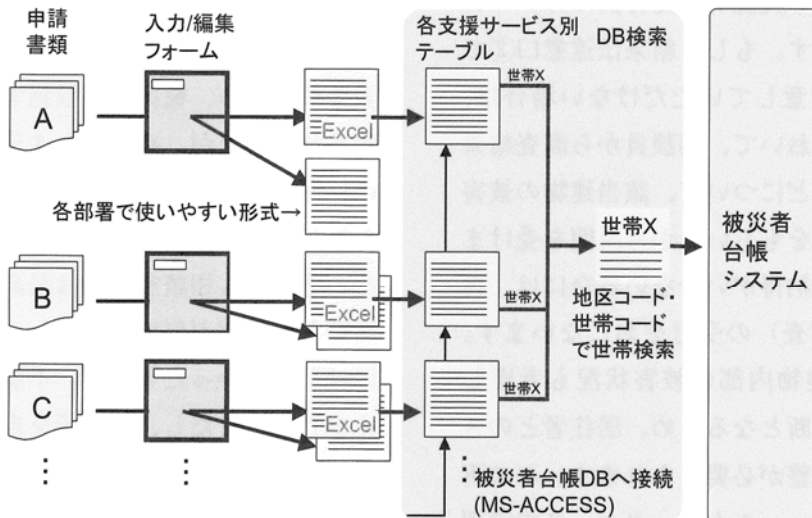 申請
書類
入力/編集
フォーム
各支援サービス別
テーブル
DB検索
A
Excel
世帯X
各部署で使いやすい形式→
B
Excel
世帯X
C
Excel
世帯X
世帯X
地区コード・
世帯コード
で世帯検索
被災者
台帳
システム
⋮
⋮
⋮
被災者台帳DBへ接続
(MS-ACCESS)